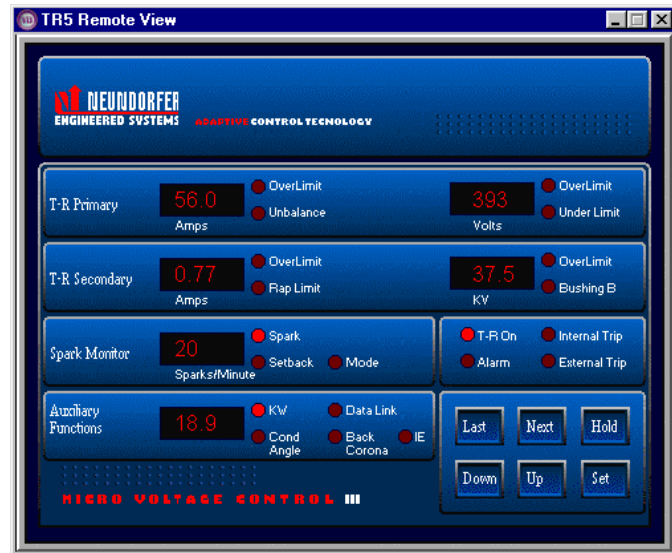 TR5 Remote View
NEUNDORFER
ENGINEERED SYSTEMS ADAPTIVE CONTROL TECNOLOGY
T-R Primary 56.0 Amps OverLimit Unbalance 393 Volts OverLimit Under Limit
T-R Secondary 0.77 Amps OverLimit Rap Limit 37.5 KV OverLimit Bushing B
Spark Monitor 20 Sparks/Minute Spark Setback Mode
T-R On Internal Trip
Alarm External Trip
Auxiliary Functions 18.9 KW Data Link Cond Angle Back Corona IE
Last Next Hold
Down Up Set
MICRO VOLTAGE CONTROL III